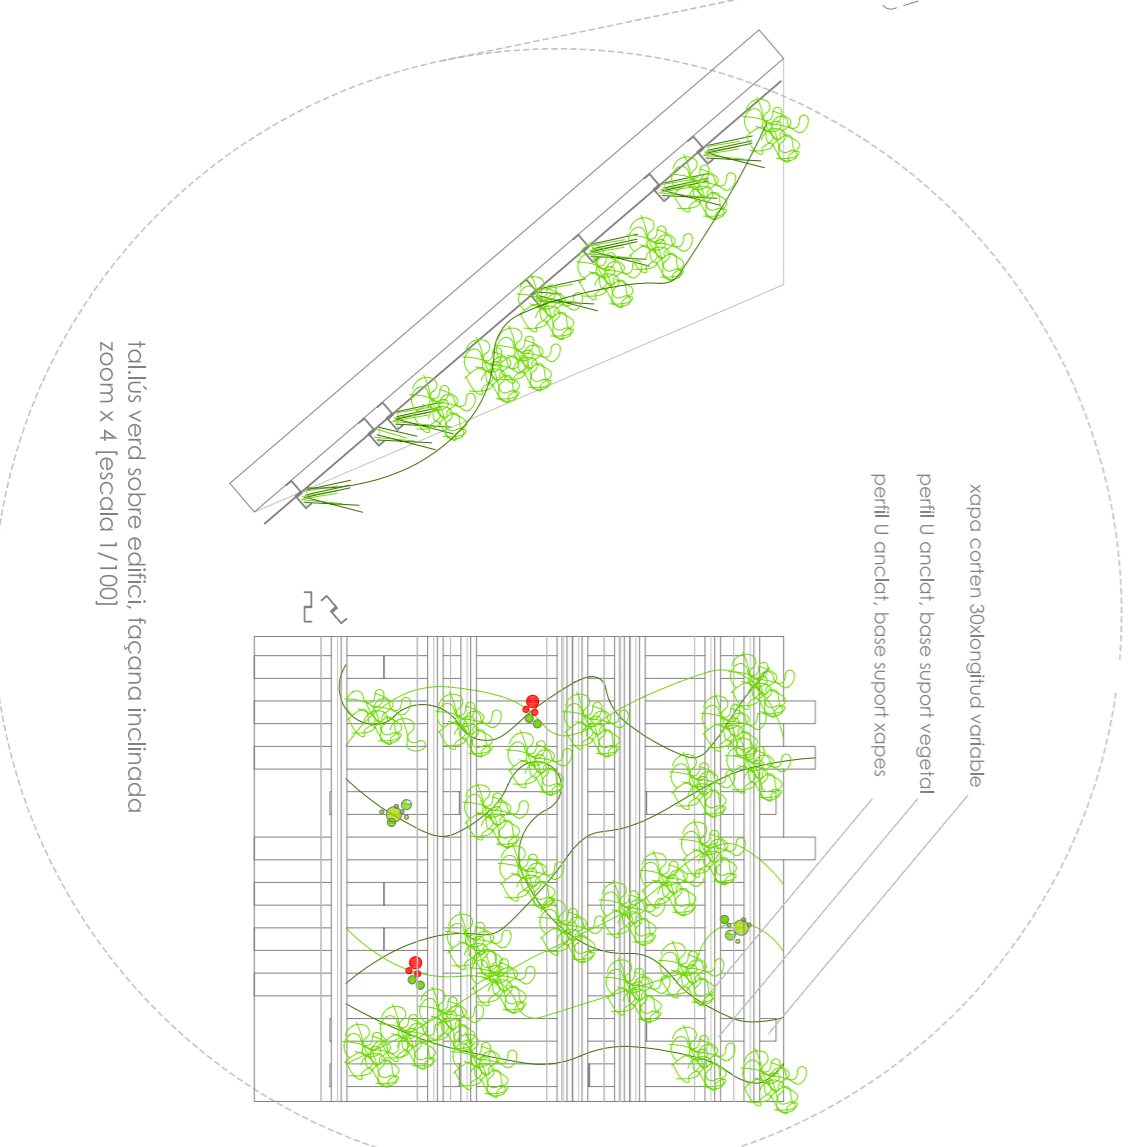 xapa corten 30xlongitud variable
perfil U anclat, base suport vegetal
perfil U anclat, base suport xapes
tal.lús verd sobre edifici, façana inclinada
zoom x 4 [escala 1/100]